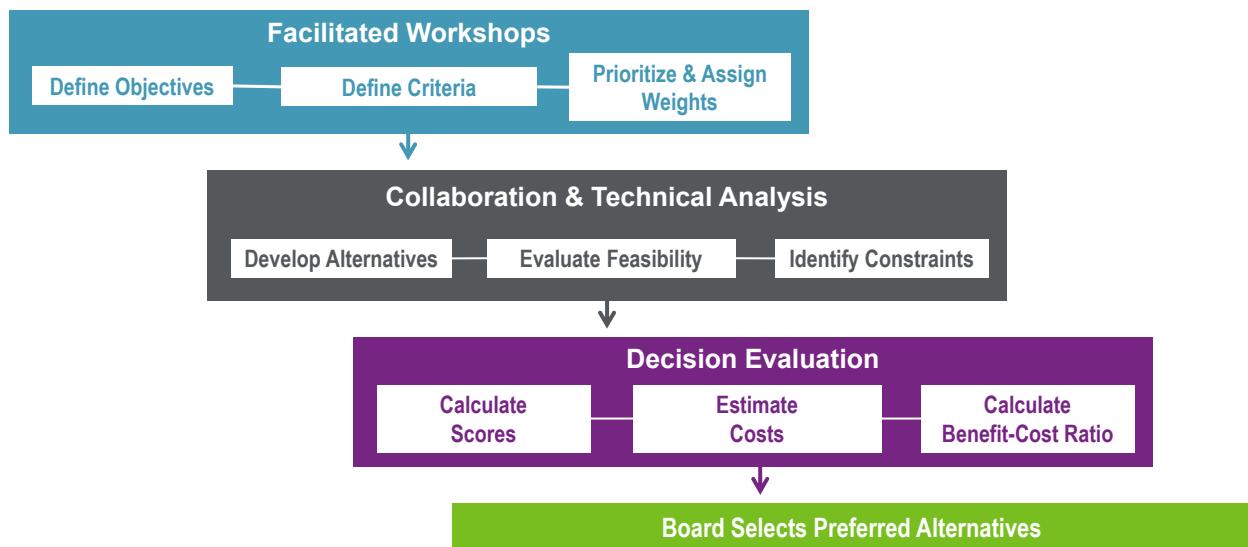 Facilitated Workshops
Define Objectives
Define Criteria
Prioritize & Assign
Weights
Collaboration & Technical Analysis
Develop Alternatives
Evaluate Feasibility
Identify Constraints
Decision Evaluation
Calculate
Scores
Estimate
Costs
Calculate
Benefit-Cost Ratio
Board Selects Preferred Alternatives